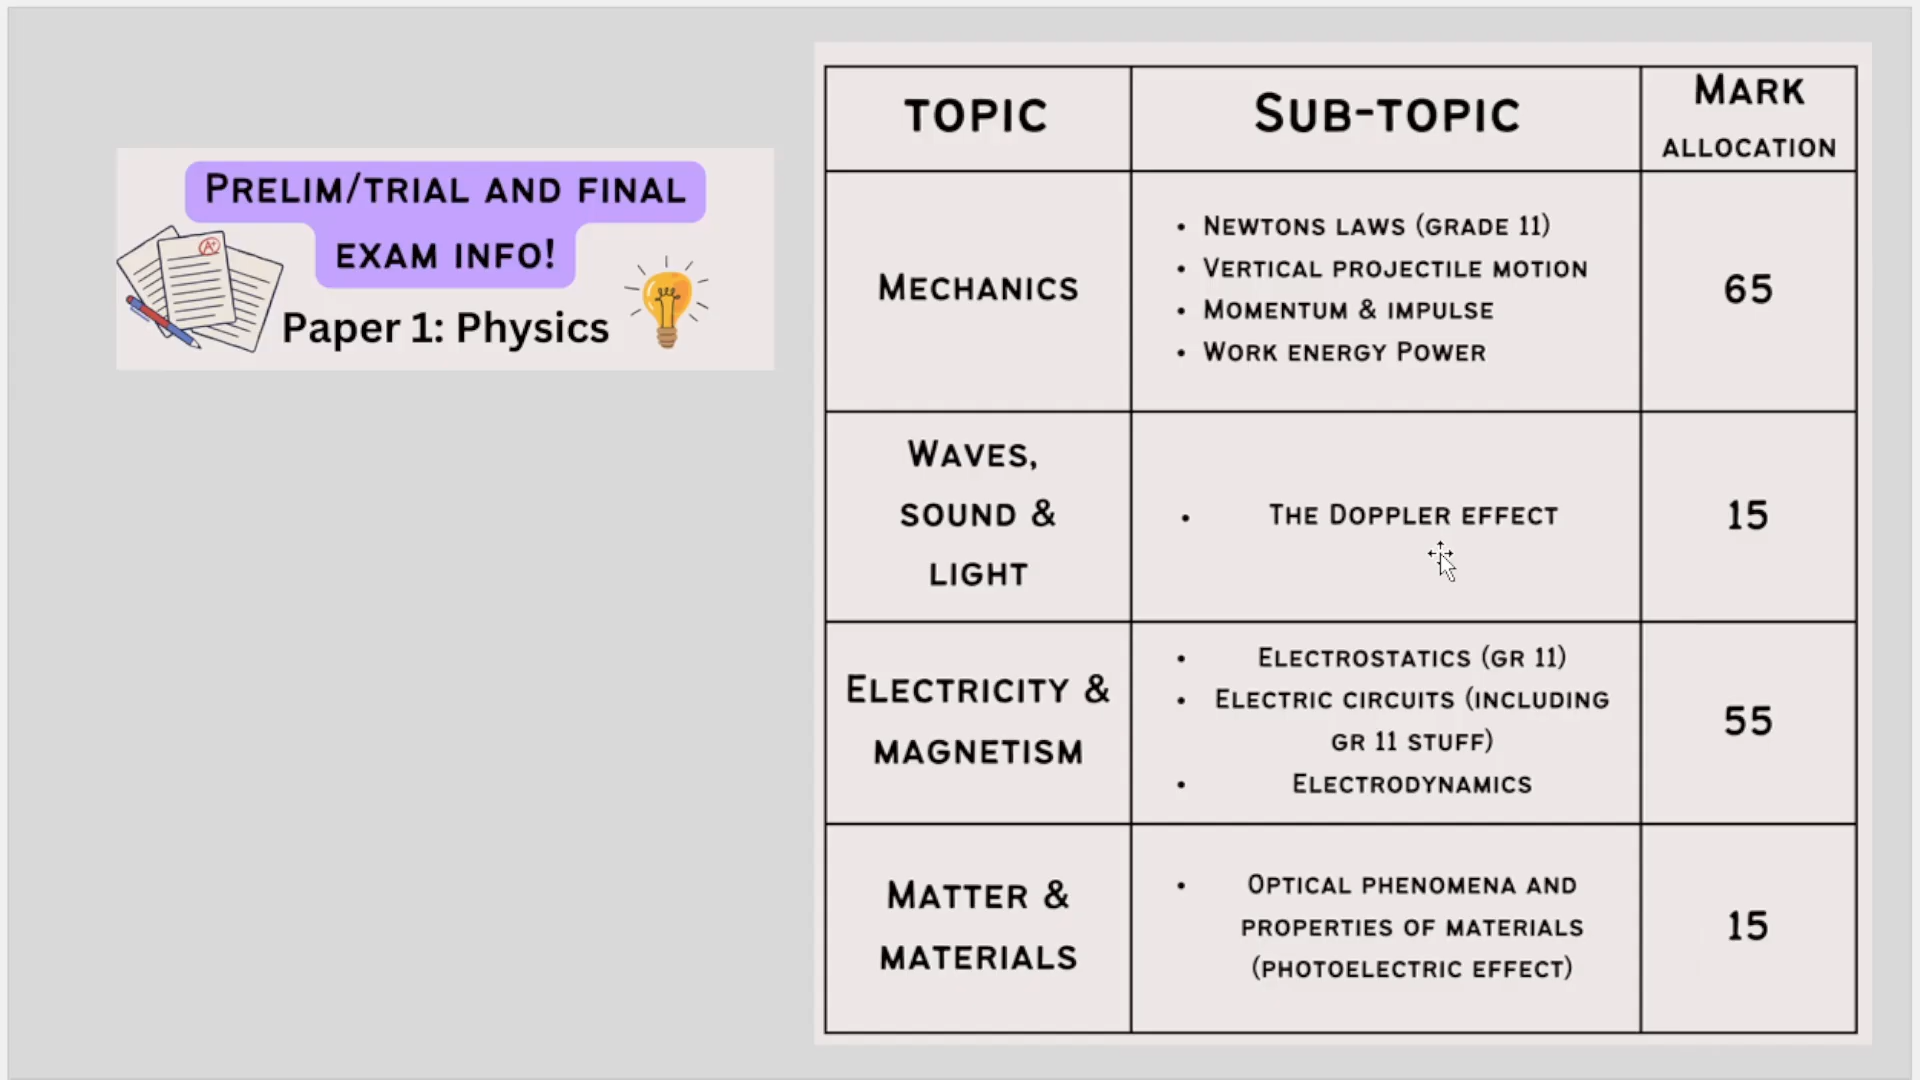 PRELIM/TRIAL AND FINAL
EXAM INFO!
Paper 1: Physics
A+
TOPIC
SUB-TOPIC
MARK
ALLOCATION
MECHANICS
• NEWTONS LAWS (GRADE 11)
• VERTICAL PROJECTILE MOTION
• MOMENTUM & IMPULSE
• WORK ENERGY POWER
65
WAVES,
SOUND &
LIGHT
• THE DOPPLER EFFECT
15
ELECTRICITY &
MAGNETISM
• ELECTROSTATICS (GR 11)
• ELECTRIC CIRCUITS (INCLUDING
GR 11 STUFF)
• ELECTRODYNAMICS
55
MATTER &
MATERIALS
• OPTICAL PHENOMENA AND
PROPERTIES OF MATERIALS
(PHOTOELECTRIC EFFECT)
15